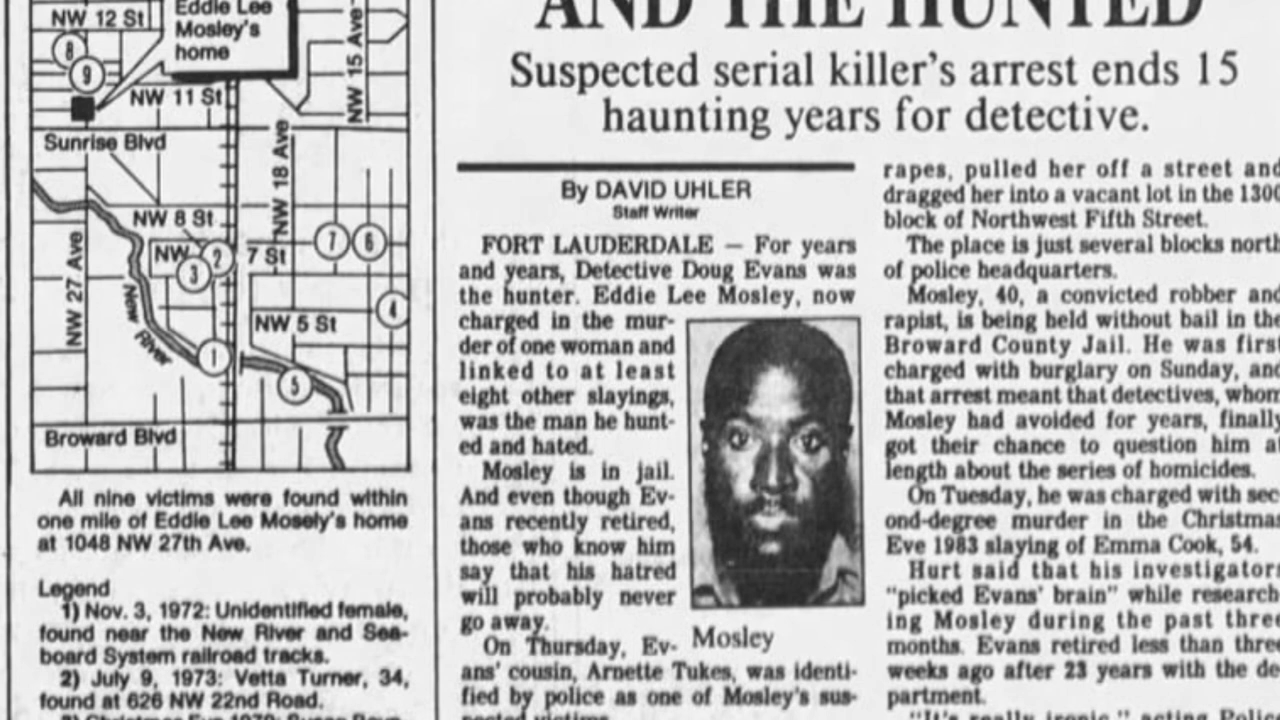 NW 12 St
Eddie Lee
Mosley's
home
NW 15 Ave
8
9
NW 11 St
Sunrise Blvd
NW 18 Ave
NW 8 St
NW
2
7 St
7
6
3
NW 27 Ave
New River
4
NW 5 St
1
5
Broward Blvd
All nine victims were found within
one mile of Eddie Lee Mosely's home
at 1048 NW 27th Ave.
Legend
1) Nov. 3, 1972: Unidentified female,
found near the New River and Sea-
board System railroad tracks.
2) July 9, 1973: Vetta Turner, 34,
found at 626 NW 22nd Road.
AND THE HUNTED
Suspected serial killer's arrest ends 15
haunting years for detective.
By DAVID UHLER
Staff Writer
FORT LAUDERDALE — For years
and years, Detective Doug Evans was
the hunter. Eddie Lee Mosley, now
charged in the mur-
der of one woman and
linked to at least
eight other slayings,
was the man he hunt-
ed and hated.
Mosley is in jail.
And even though Ev-
ans recently retired,
those who know him
say that his hatred
will probably never
go away.
On Thursday, Ev-
ans' cousin, Arnette Tukes, was identi-
fied by police as one of Mosley's sus-
pected victims.
Mosley
rapes, pulled her off a street and
dragged her into a vacant lot in the 1300
block of Northwest Fifth Street.
The place is just several blocks north
of police headquarters.
Mosley, 40, a convicted robber and
rapist, is being held without bail in the
Broward County Jail. He was first
charged with burglary on Sunday, and
that arrest meant that detectives, whom
Mosley had avoided for years, finally
got their chance to question him at
length about the series of homicides.
On Tuesday, he was charged with sec
ond-degree murder in the Christmas
Eve 1983 slaying of Emma Cook, 54.
Hurt said that his investigators
"picked Evans' brain" while research
ing Mosley during the past three
months. Evans retired less than three
weeks ago after 23 years with the de
partment.
"It's really ironic," acting Police